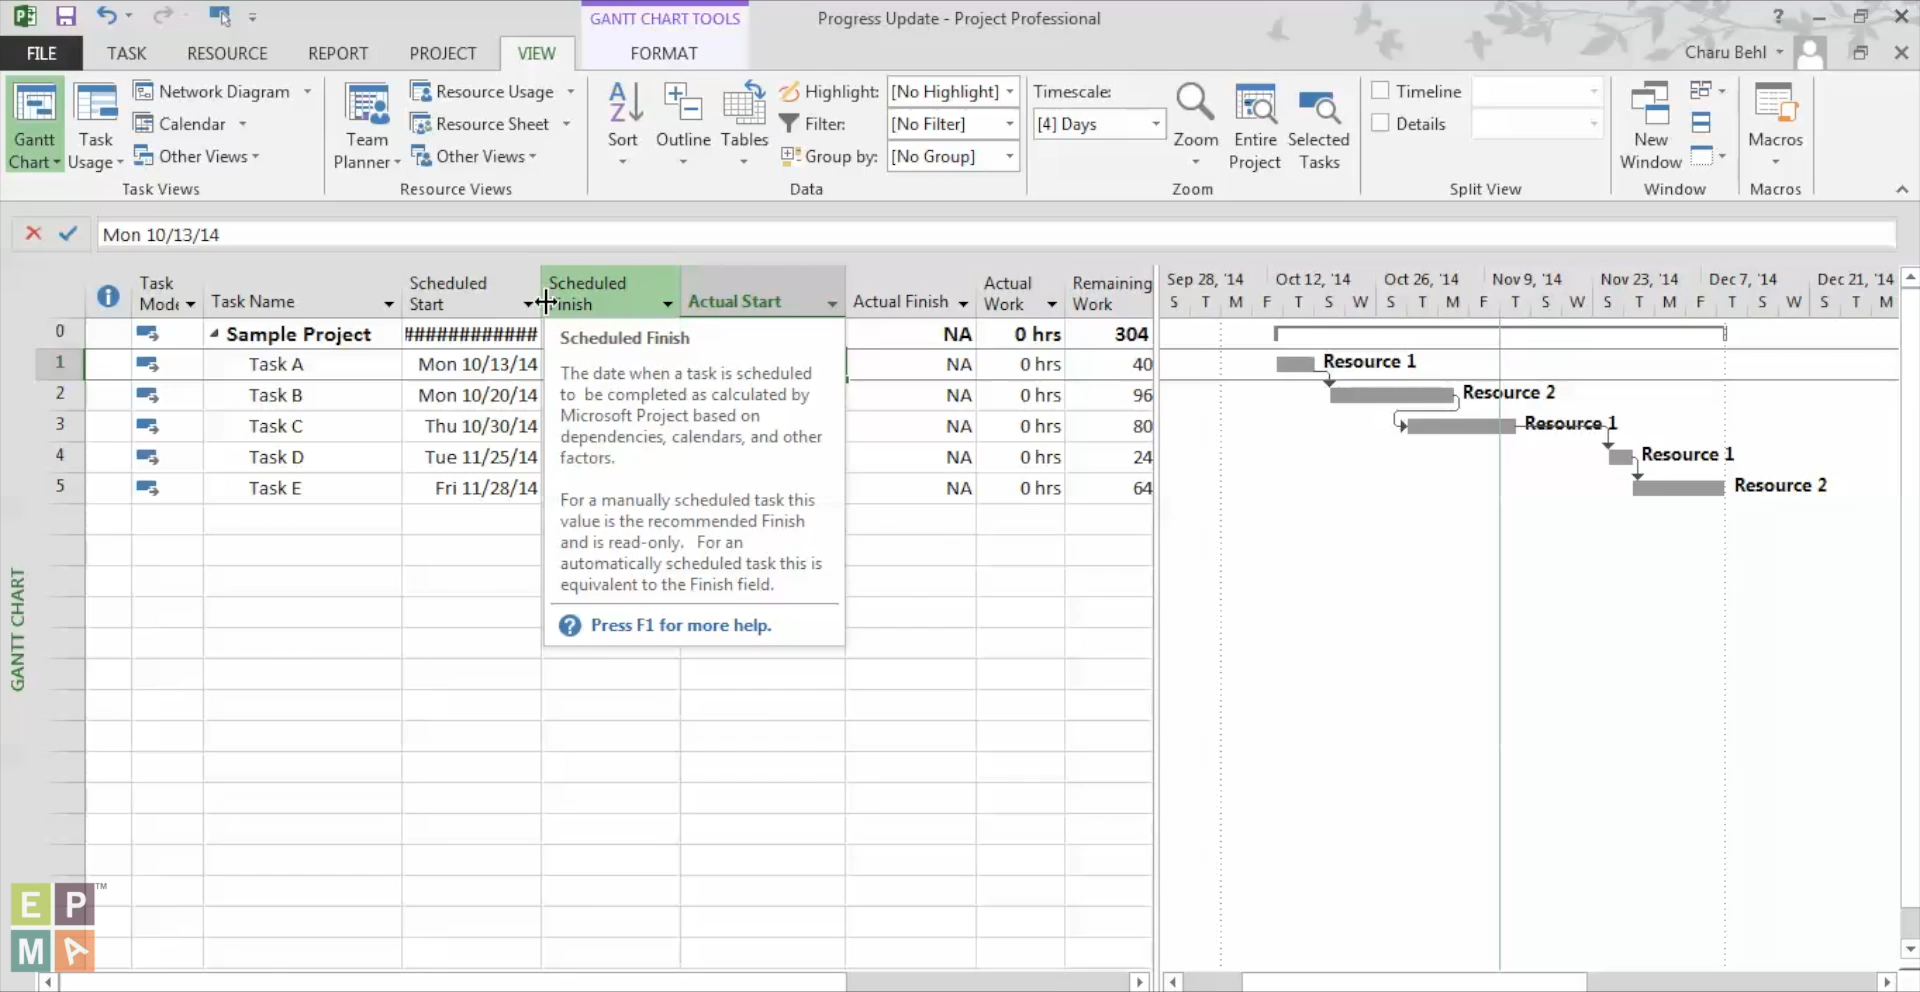 GANTT CHART TOOLS
Progress Update - Project Professional
?
FILE
TASK
RESOURCE
REPORT
PROJECT
VIEW
FORMAT
Charu Behl
Gantt Chart
Task Usage
Network Diagram
Calendar
Other Views
Task Views
Team Planner
Resource Usage
Resource Sheet
Other Views
Resource Views
A Z
Sort
Outline
Tables
Highlight: [No Highlight]
Filter: [No Filter]
Group by: [No Group]
Data
Timescale:
[4] Days
Zoom
Entire Project
Selected Tasks
Zoom
Timeline
Details
Split View
New Window
Window
Macros
Macros
Mon 10/13/14
Task Mode
Task Name
Scheduled Start
Scheduled Finish
Actual Start
Actual Finish
Actual Work
Remaining Work
Sep 28, '14 Oct 12, '14 Oct 26, '14 Nov 9, '14 Nov 23, '14 Dec 7, '14 Dec 21, '14
S T M F T S W S T M F T S W S T M F T S W S T M
0 Sample Project ############ NA 0 hrs 304
1 Task A Mon 10/13/14 NA 0 hrs 40
2 Task B Mon 10/20/14 NA 0 hrs 96
3 Task C Thu 10/30/14 NA 0 hrs 80
4 Task D Tue 11/25/14 NA 0 hrs 24
5 Task E Fri 11/28/14 NA 0 hrs 64
Resource 1
Resource 2
Resource 1
Resource 1
Resource 2
Scheduled Finish
The date when a task is scheduled
to be completed as calculated by
Microsoft Project based on
dependencies, calendars, and other
factors.
For a manually scheduled task this
value is the recommended Finish
and is read-only. For an
automatically scheduled task this is
equivalent to the Finish field.
Press F1 for more help.
GANTT CHART
E P ™
M A